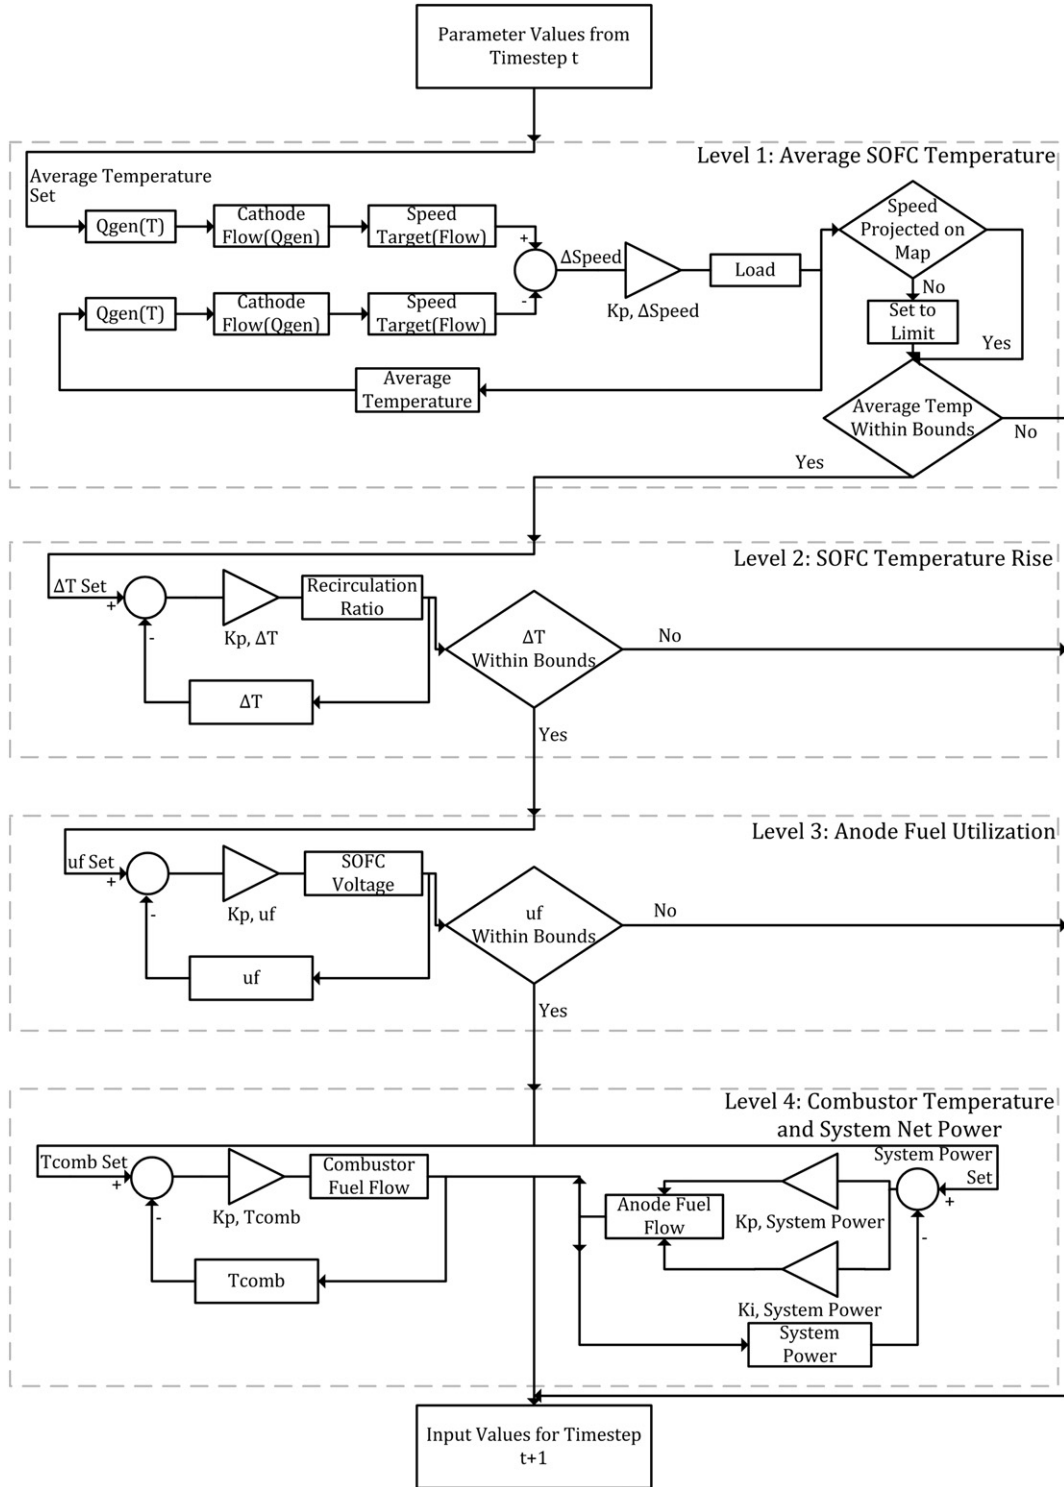 Parameter Values from
Timestep t
Level 1: Average SOFC Temperature
Average Temperature
Set
Qgen(T)
Cathode
Flow(Qgen)
Speed
Target(Flow)
+
-
ΔSpeed
Kp, ΔSpeed
Load
Speed
Projected on
Map
No
Set to
Limit
Yes
Qgen(T)
Cathode
Flow(Qgen)
Speed
Target(Flow)
Average
Temperature
Average Temp
Within Bounds
No
Yes
Level 2: SOFC Temperature Rise
ΔT Set
+
-
Kp, ΔT
Recirculation
Ratio
ΔT
ΔT
Within Bounds
No
Yes
Level 3: Anode Fuel Utilization
uf Set
+
-
Kp, uf
SOFC
Voltage
uf
uf
Within Bounds
No
Yes
Level 4: Combustor Temperature
and System Net Power
Tcomb Set
+
-
Kp, Tcomb
Combustor
Fuel Flow
Tcomb
System Power
Set
+
-
Anode Fuel
Flow
Kp, System Power
Ki, System Power
System
Power
Input Values for Timestep
t+1